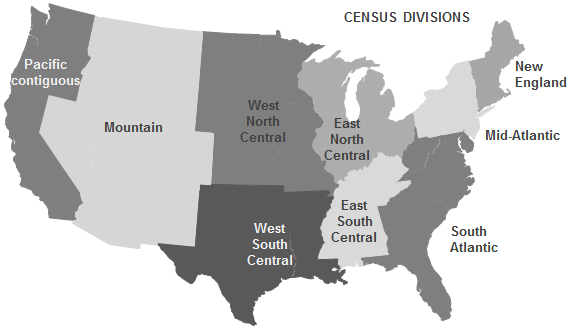 CENSUS DIVISIONS
Pacific
contiguous
Mountain
West
North
Central
East
North
Central
New
England
Mid-Atlantic
West
South
Central
East
South
Central
South
Atlantic